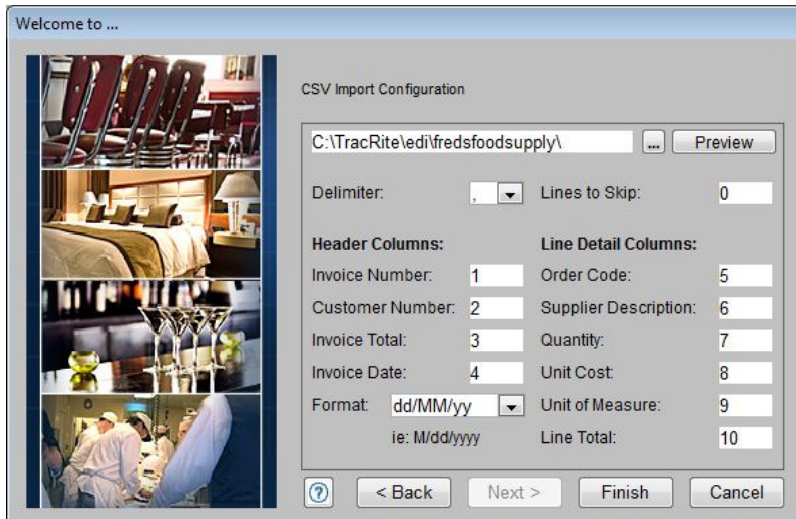 Welcome to ...
CSV Import Configuration
C:\TracRite\edi\fredsfoodsupply\ ... Preview
Delimiter: , Lines to Skip: 0
Header Columns: Line Detail Columns:
Invoice Number: 1 Order Code: 5
Customer Number: 2 Supplier Description: 6
Invoice Total: 3 Quantity: 7
Invoice Date: 4 Unit Cost: 8
Format: dd/MM/yy Unit of Measure: 9
ie: M/dd/yyyy Line Total: 10
? < Back Next > Finish Cancel